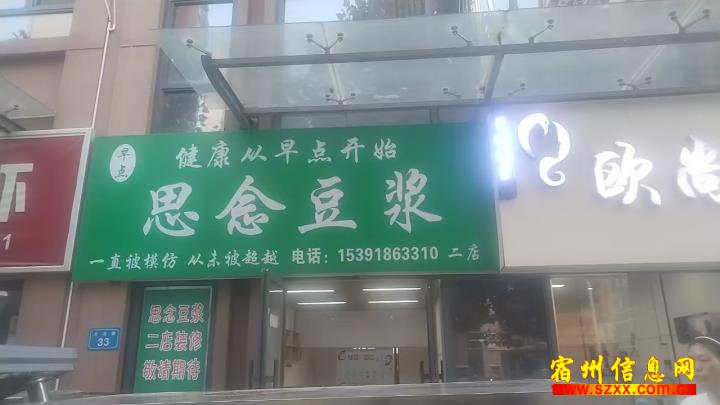 早点
健康从早点开始
思念豆浆
一直被模仿 从未被超越 电话：15391863310 二店
欧尚
1
33
思念豆浆
二店装修
敬请期待
宿州信息网
www.szxx.com.cn